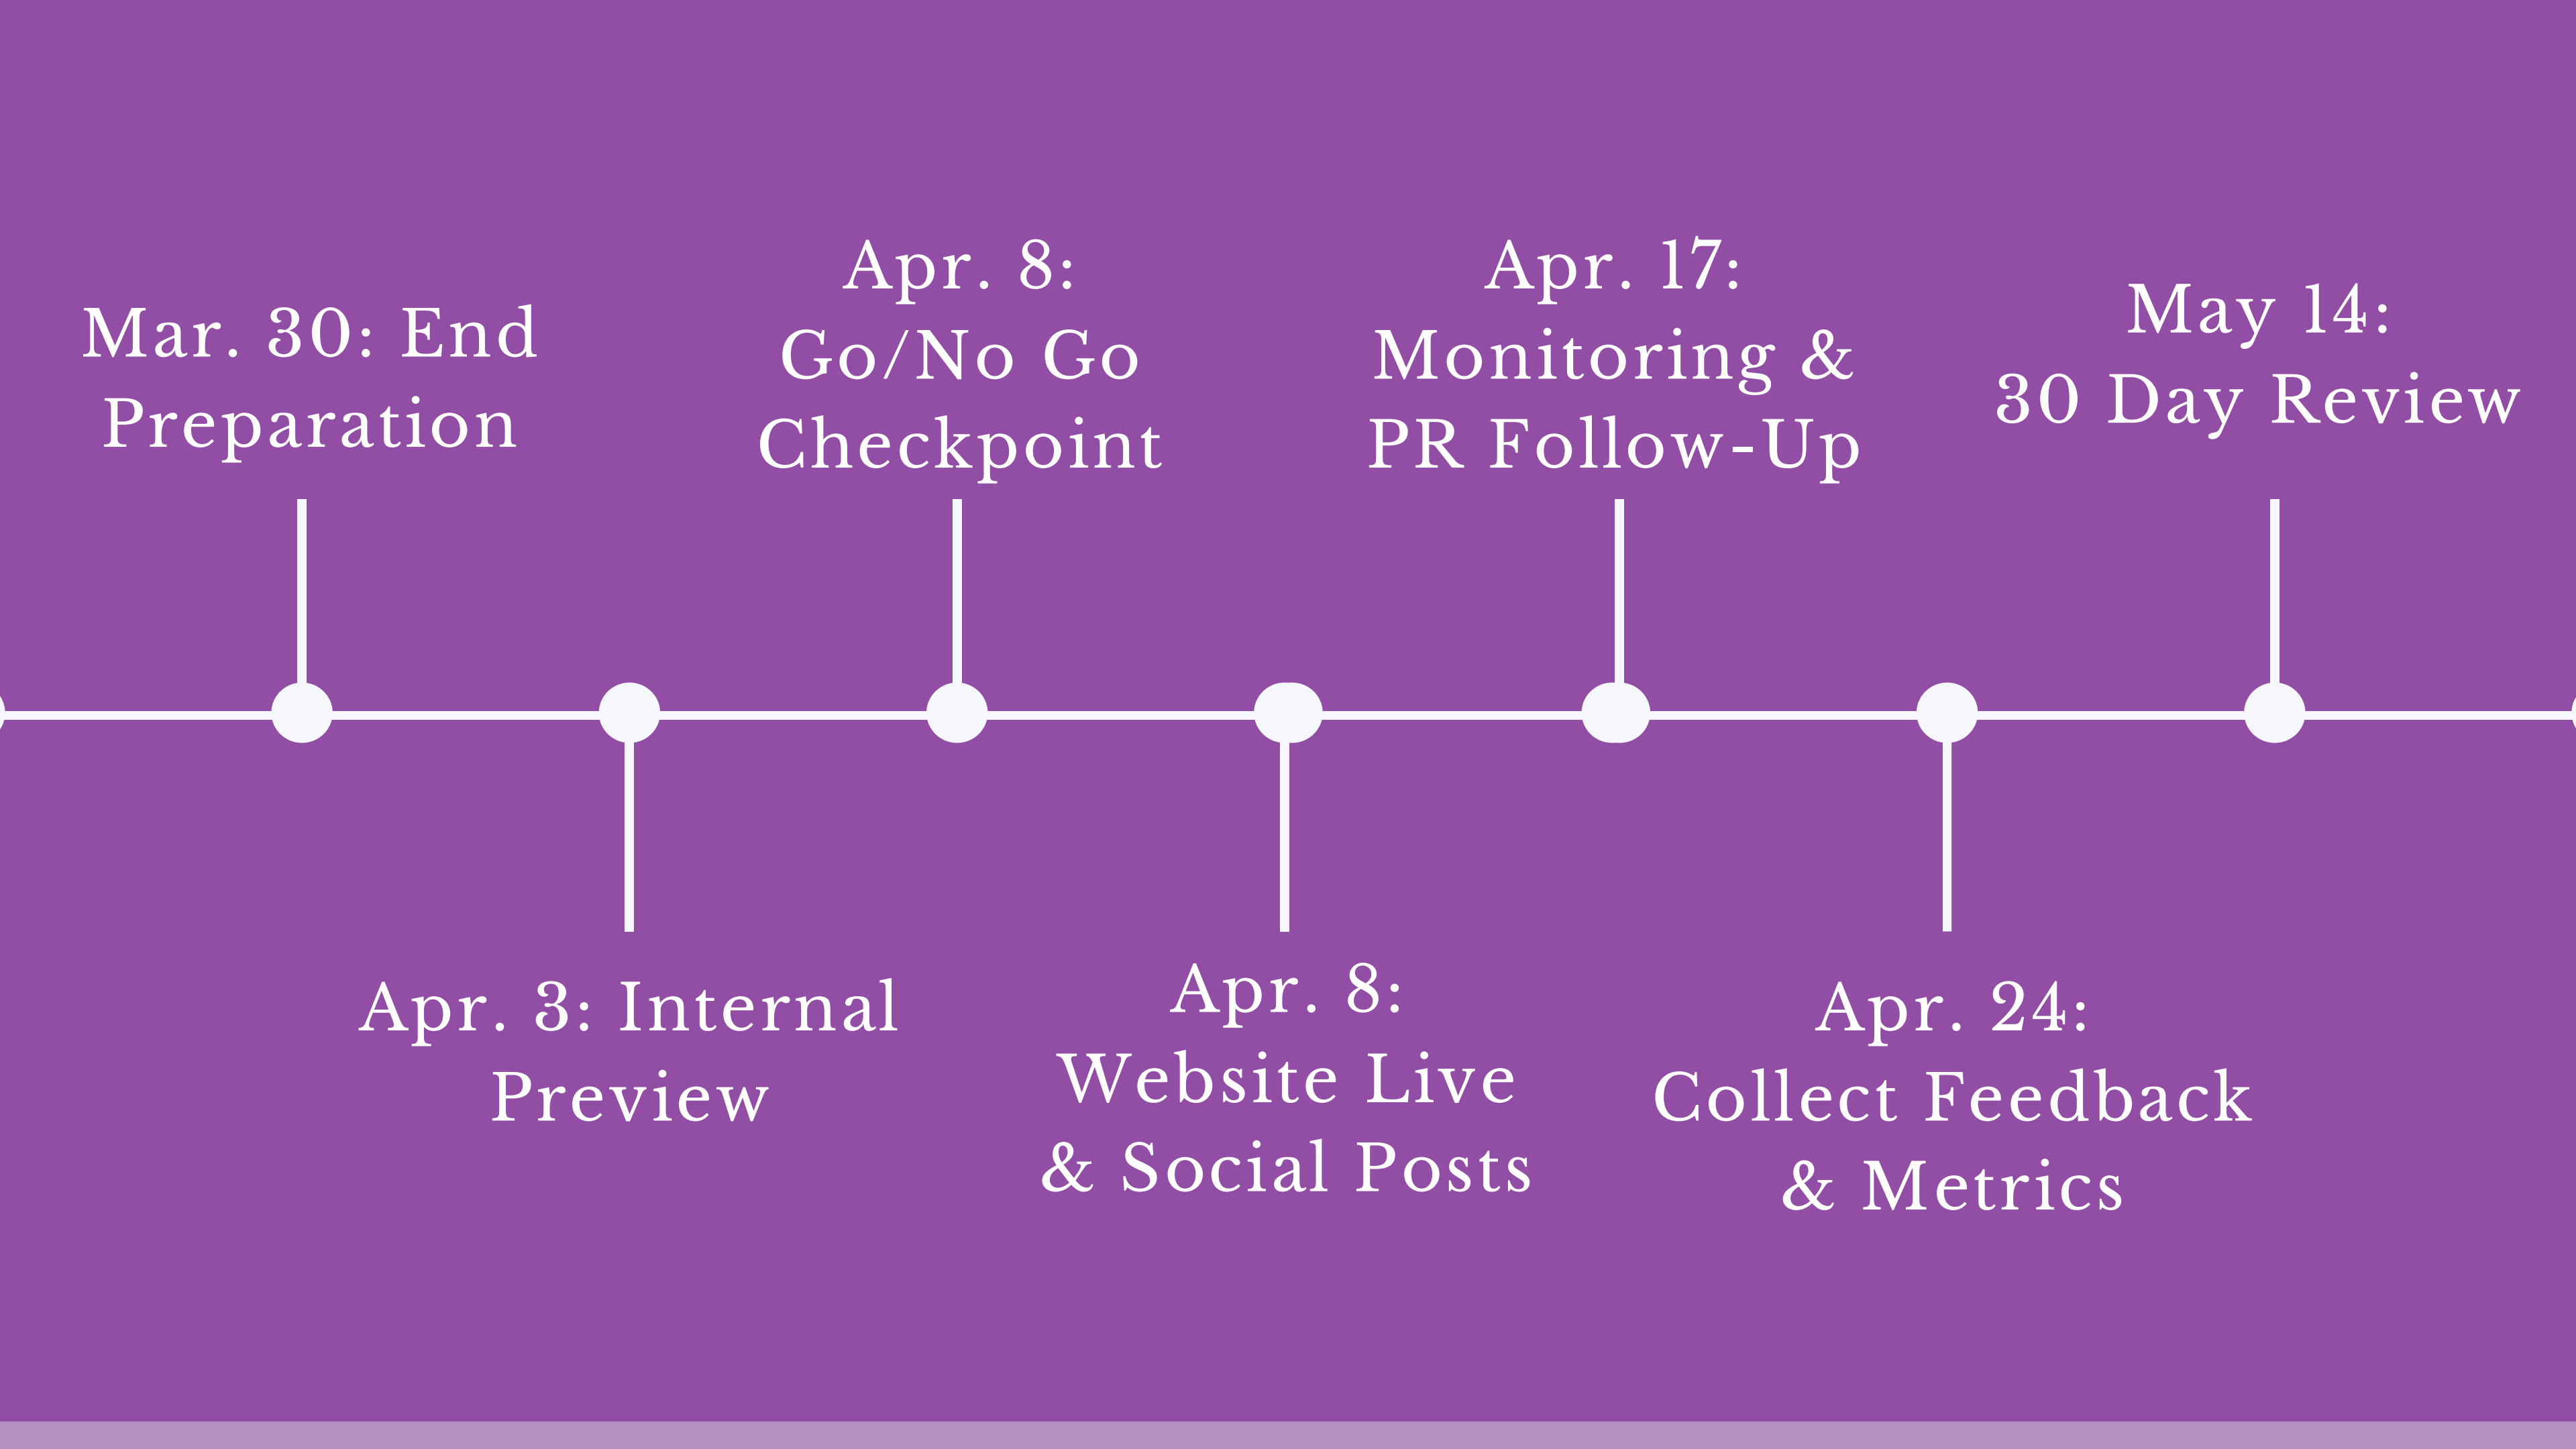 Mar. 30: End
Preparation
Apr. 3: Internal
Preview
Apr. 8:
Go/No Go
Checkpoint
Apr. 8:
Website Live
& Social Posts
Apr. 17:
Monitoring &
PR Follow-Up
Apr. 24:
Collect Feedback
& Metrics
May 14:
30 Day Review